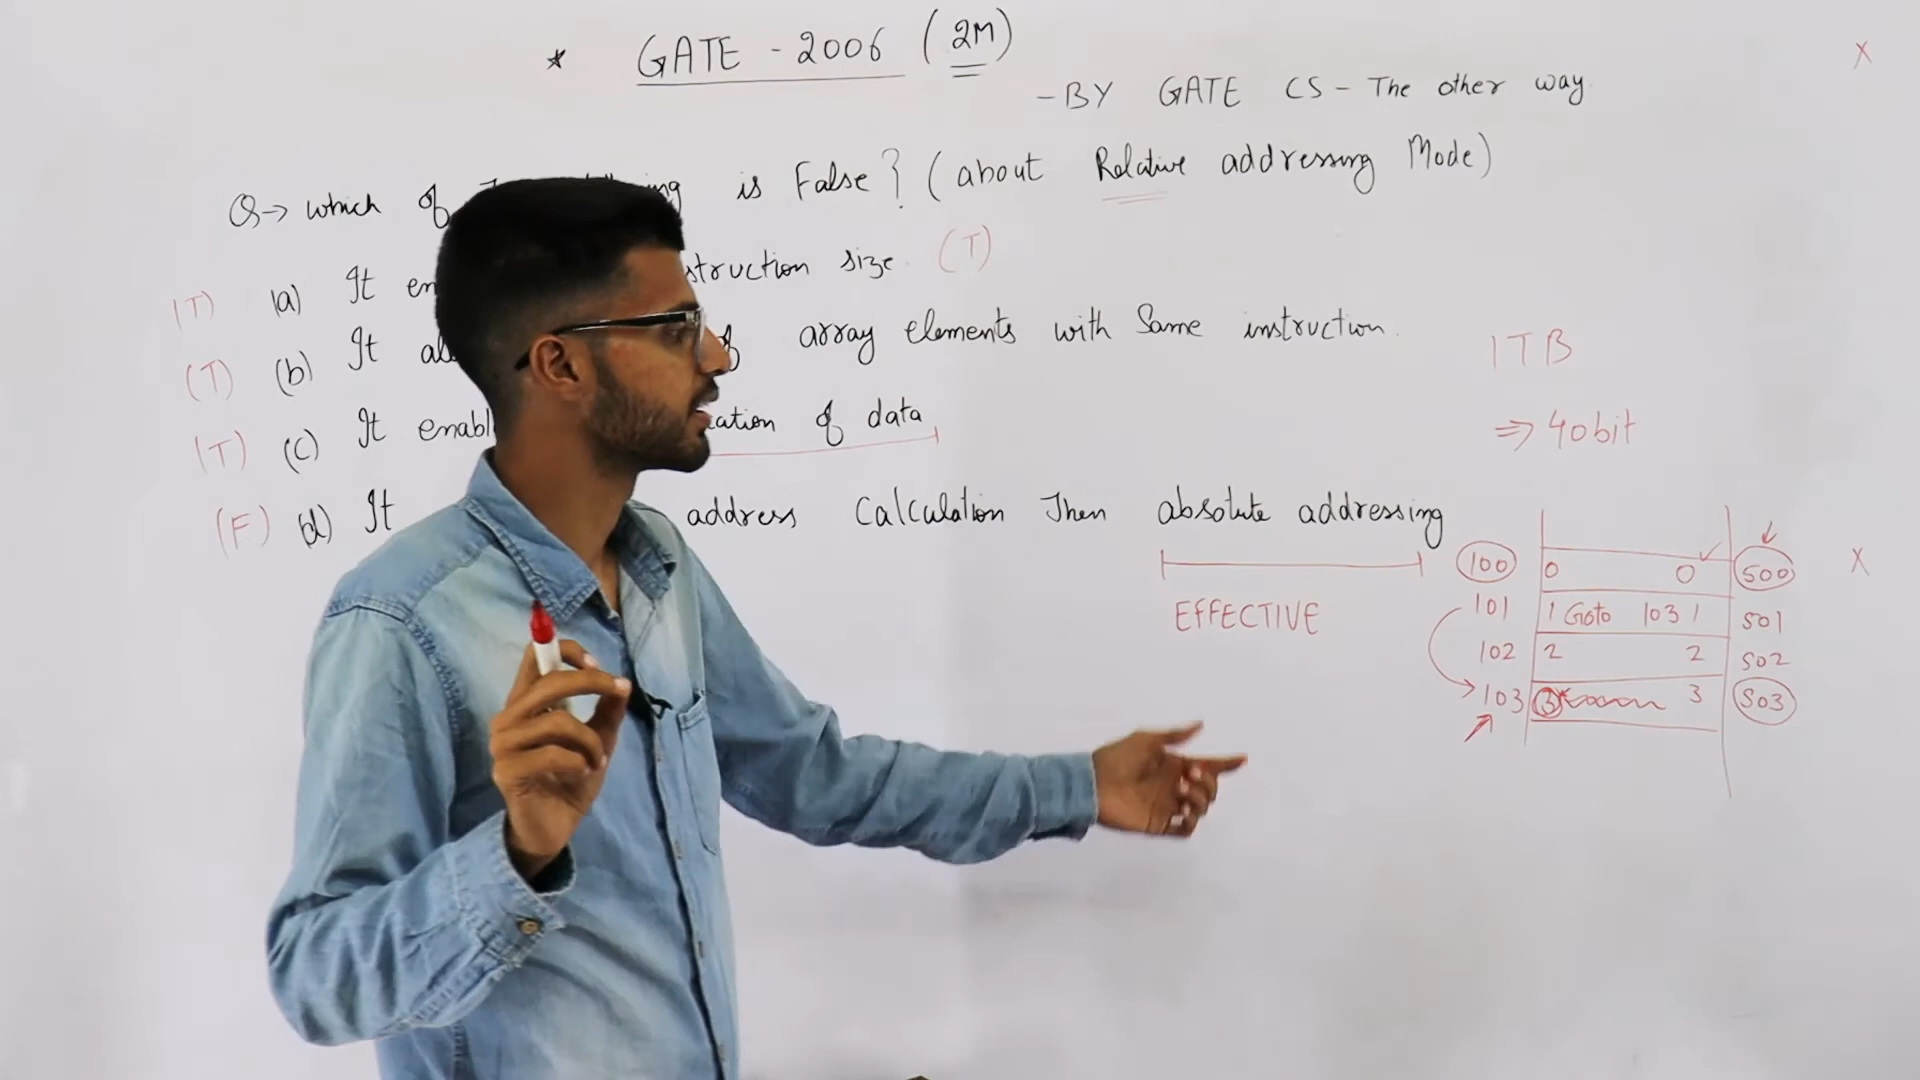 * GATE - 2006 (2M)
- BY GATE CS - The other way
Q→ which of is False? (about Relative addressing Mode)
(T) (a) It struction size (T)
(T) (b) It of array elements with Same instruction.
(T) (c) It enabl cation of data
(F) (d) It address Calculation Then absolute addressing
EFFECTIVE
1TB
⇒ 40bit
100 0 0 ✓ 500
101 1 Goto 103 1 501
102 2 2 502
103 3 3 503
X
X